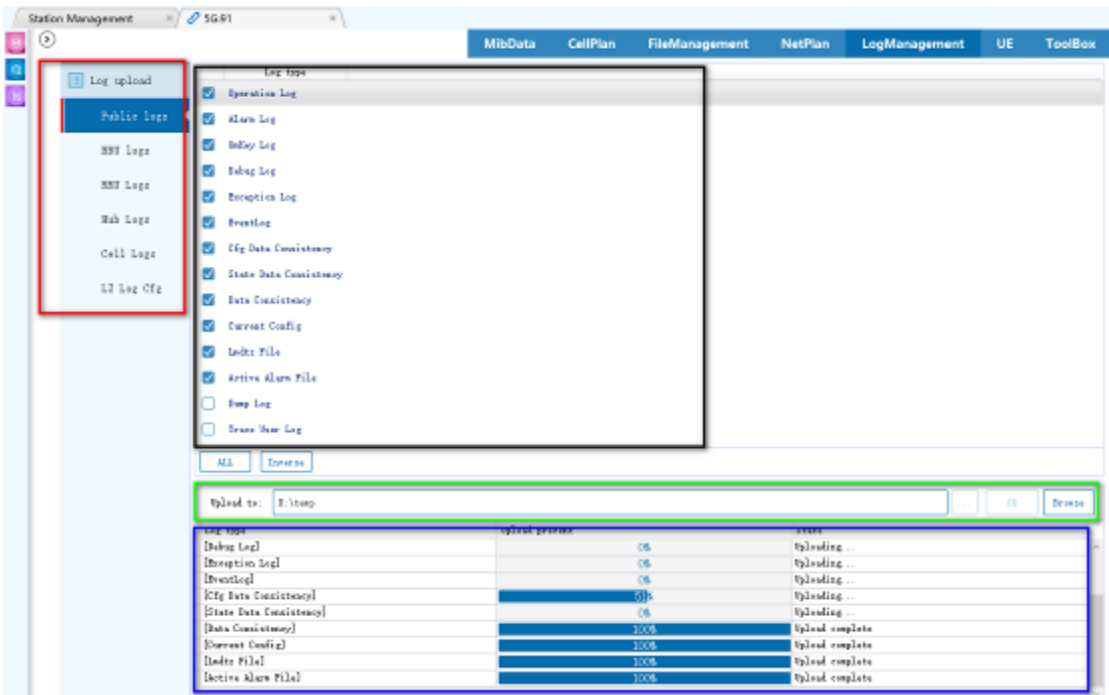 Station Management
5G.91
MibData CellPlan FileManagement NetPlan LogManagement UE ToolBox
Log upload
Public logs
Hub Logs
Cell Logs
L2 Log Cfg
Log type
Operation Log
Alarm Log
Debug Log
Exception Log
EventLog
Cfg Data Consistency
State Data Consistency
Data Consistency
Current Config
Active Alarm File
Dump Log
Trace User Log
ALL Inverse
Upload to: Browse
Log type Upload process State
[Debug Log] 0% Uploading...
[Exception Log] 0% Uploading...
[EventLog] 0% Uploading...
[Cfg Data Consistency] Uploading...
[State Data Consistency] 0% Uploading...
[Data Consistency] 100% Upload complete
[Current Config] 100% Upload complete
100% Upload complete
[Active Alarm File] 100% Upload complete